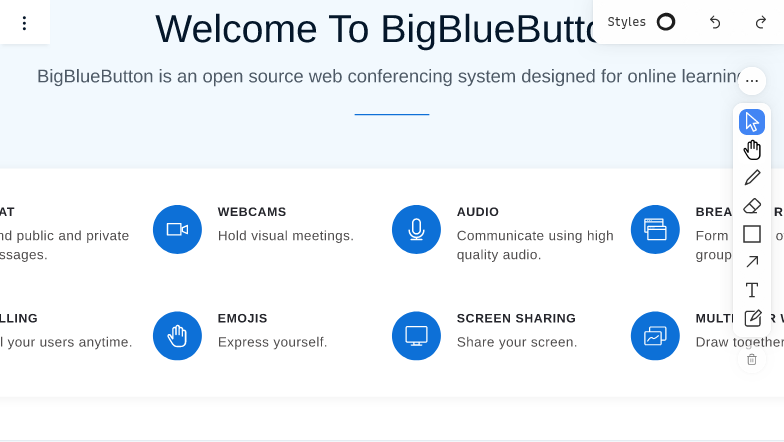 Welcome To BigBlueButto
Styles
BigBlueButton is an open source web conferencing system designed for online learning
AT
nd public and private
ssages.
WEBCAMS
Hold visual meetings.
AUDIO
Communicate using high
quality audio.
BREA R
Form o
group
LLING
l your users anytime.
EMOJIS
Express yourself.
SCREEN SHARING
Share your screen.
MULT R W
Draw together